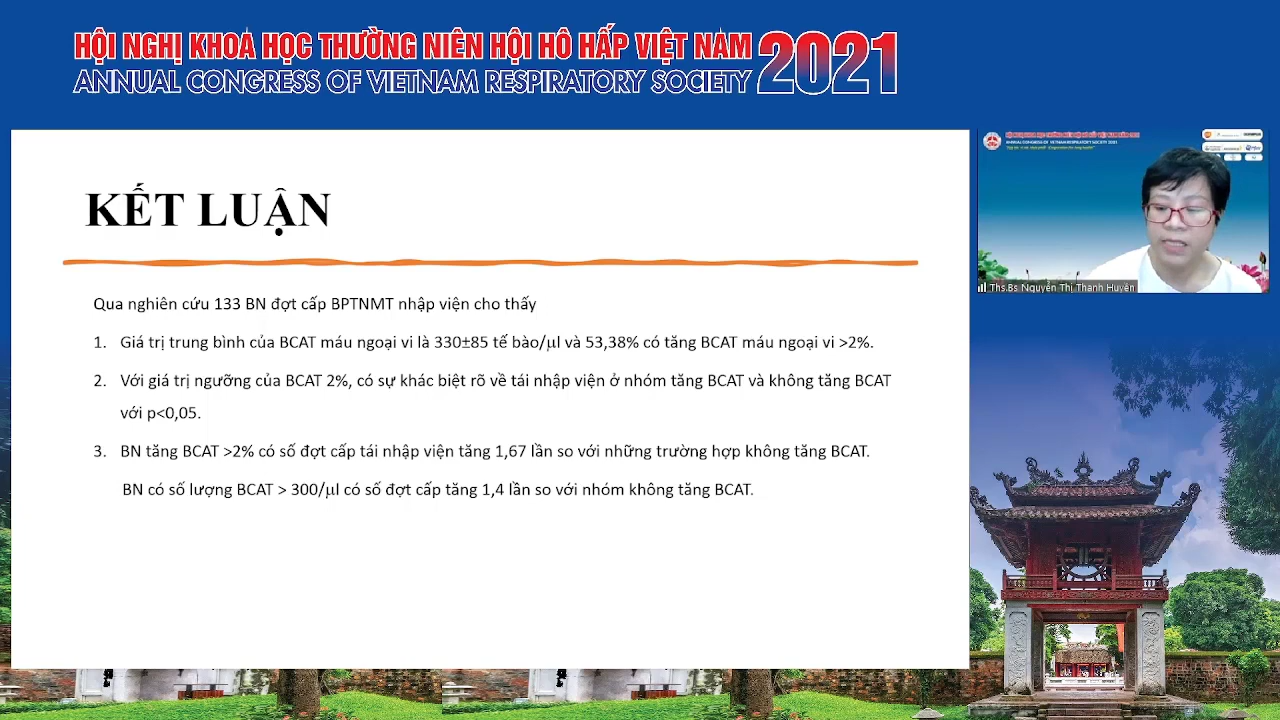 HỘI NGHỊ KHOA HỌC THƯỜNG NIÊN HỘI HÔ HẤP VIỆT NAM 2021
ANNUAL CONGRESS OF VIETNAM RESPIRATORY SOCIETY
KẾT LUẬN
Qua nghiên cứu 133 BN đợt cấp BPTNMT nhập viện cho thấy
1. Giá trị trung bình của BCAT máu ngoại vi là 330±85 tế bào/µl và 53,38% có tăng BCAT máu ngoại vi >2%.
2. Với giá trị ngưỡng của BCAT 2%, có sự khác biệt rõ về tái nhập viện ở nhóm tăng BCAT và không tăng BCAT
với p<0,05.
3. BN tăng BCAT >2% có số đợt cấp tái nhập viện tăng 1,67 lần so với những trường hợp không tăng BCAT.
BN có số lượng BCAT > 300/µl có số đợt cấp tăng 1,4 lần so với nhóm không tăng BCAT.
ANNUAL CONGRESS OF VIETNAM RESPIRATORY SOCIETY 2021
Ths.Bs Nguyễn Thị Thanh Huyền